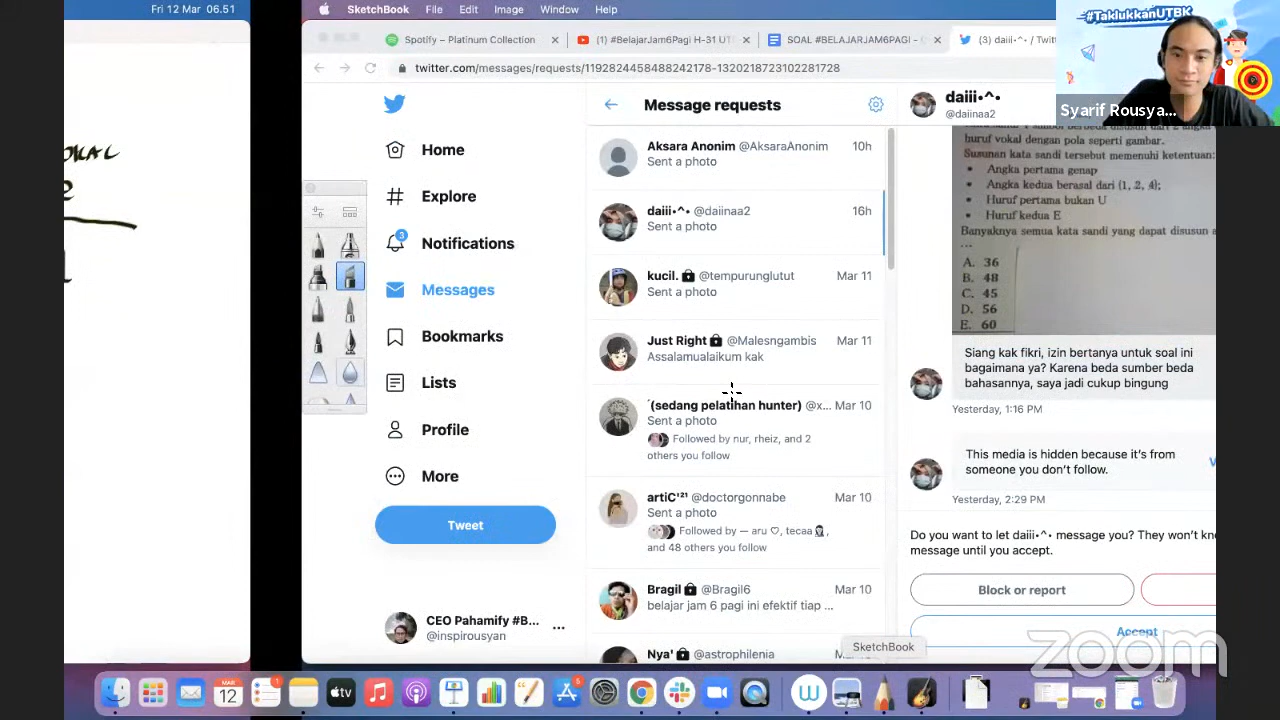 Fri 12 Mar 06.51
SketchBook File Edit Image Window Help
Spotify – Platinum Collection
(1) #BelajarJam6Pagi H-31 UT
SOAL #BELAJARJAM6PAGI -
(3) daiii•^• / Twitt
twitter.com/messages/requests/1192824458488242178-1320218723102281728
#TaklukkanUTBK
Syarif Rousya...
Home
Explore
3
Notifications
Messages
Bookmarks
Lists
Profile
More
Tweet
CEO Pahamify #B...
@inspirousyan
Message requests
Aksara Anonim @AksaraAnonim 10h
Sent a photo
daiii•^• @daiinaa2 16h
Sent a photo
kucil. @tempurunglutut Mar 11
Sent a photo
Just Right @Malesngambis Mar 11
Assalamualaikum kak
´(sedang pelatihan hunter) @x... Mar 10
Sent a photo
Followed by nur, rheiz, and 2
others you follow
artiC'²¹ @doctorgonnabe Mar 10
Sent a photo
Followed by — aru ♡, tecaa ,
and 48 others you follow
Bragil @Bragil6 Mar 10
belajar jam 6 pagi ini efektif tiap ...
Nya' @astrophilenia
daiii•^•
@daiinaa2
huruf vokal dengan pola seperti gambar.
Susunan kata sandi tersebut memenuhi ketentuan:
• Angka pertama genap
• Angka kedua berasal dari {1, 2, 4};
• Huruf pertama bukan U
• Huruf kedua E
Banyaknya semua kata sandi yang dapat disusun a
...
A. 36
B. 48
C. 45
D. 56
E. 60
Siang kak fikri, izin bertanya untuk soal ini
bagaimana ya? Karena beda sumber beda
bahasannya, saya jadi cukup bingung
Yesterday, 1:16 PM
This media is hidden because it's from
someone you don't follow.
Yesterday, 2:29 PM
Do you want to let daiii•^• message you? They won't kn
message until you accept.
Block or report
Accept
SketchBook
zoom
MAR
12
1
tv
6